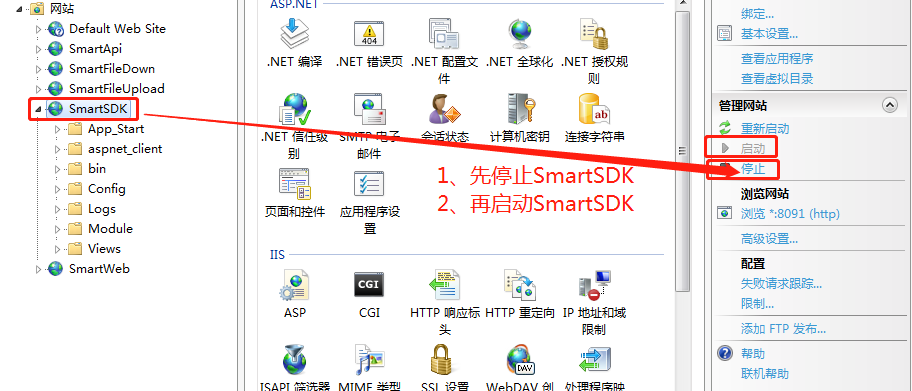 网站
Default Web Site
SmartApi
SmartFileDown
SmartFileUpload
SmartSDK
App_Start
aspnet_client
bin
Config
Logs
Module
Views
SmartWeb
ASP.NET
.NET 编译
.NET 错误页
.NET 配置文
件
.NET 全球化
.NET 授权规
则
.NET 信任级
别
SMTP 电子
邮件
会话状态
计算机密钥
连接字符串
页面和控件
应用程序设
置
1、先停止SmartSDK
2、再启动SmartSDK
IIS
ASP
CGI
HTTP 响应标
头
HTTP 重定向
IP 地址和域
限制
ISAPI 筛选器
MIME 类型
SSL 设置
WebDAV 创
处理程序映
绑定...
基本设置...
查看应用程序
查看虚拟目录
管理网站
重新启动
启动
停止
浏览网站
浏览 *:8091 (http)
高级设置...
配置
失败请求跟踪...
限制...
添加 FTP 发布...
帮助
联机帮助